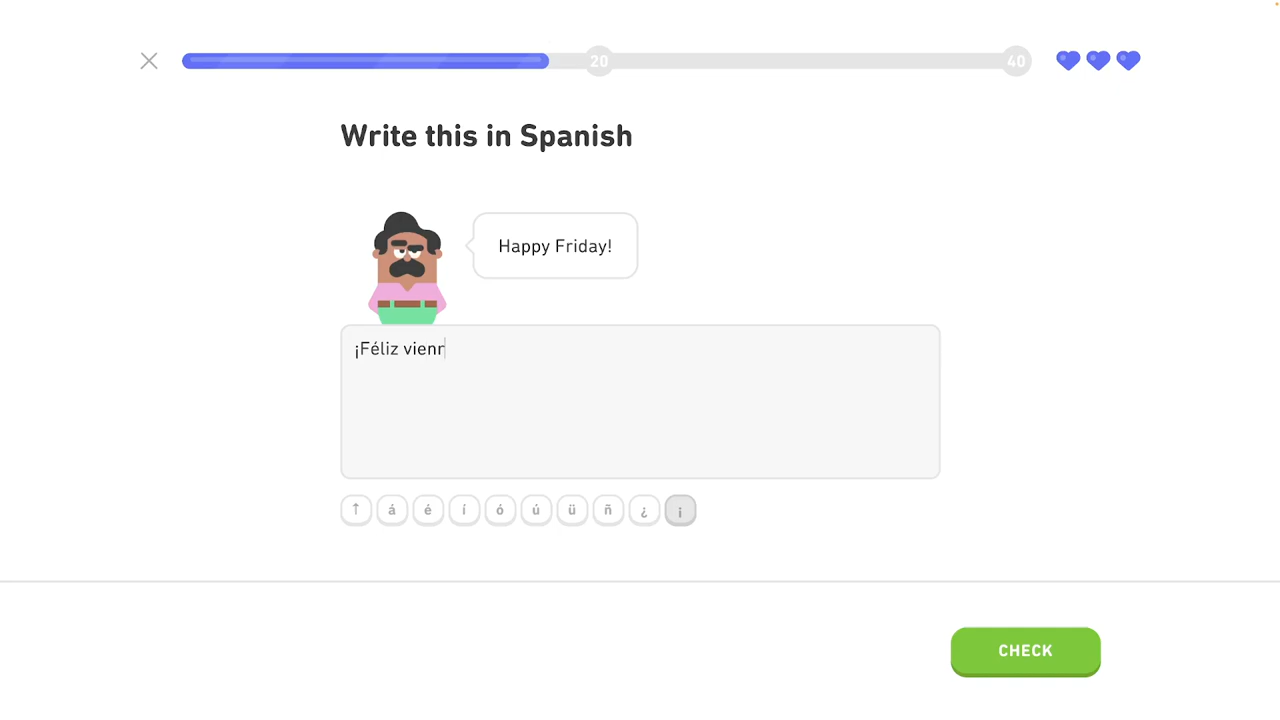 20
40
Write this in Spanish
Happy Friday!
¡Féliz vienr
↑ á é í ó ú ü ñ ¿ ¡
CHECK